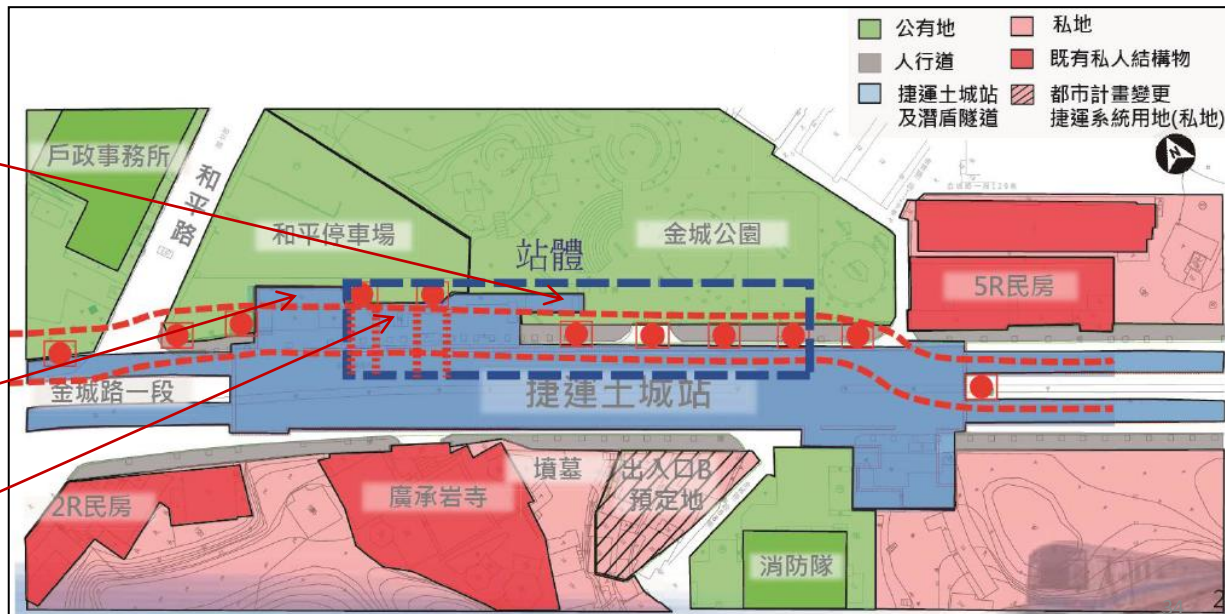 公有地
私地
人行道
既有私人結構物
捷運土城站
及潛盾隧道
都市計畫變更
捷運系統用地(私地)
N
戶政事務所
和平路
和平停車場
金城公園
站體
5R民房
金城路一段
捷運土城站
2R民房
廣承岩寺
墳墓
出入口B
預定地
消防隊
2